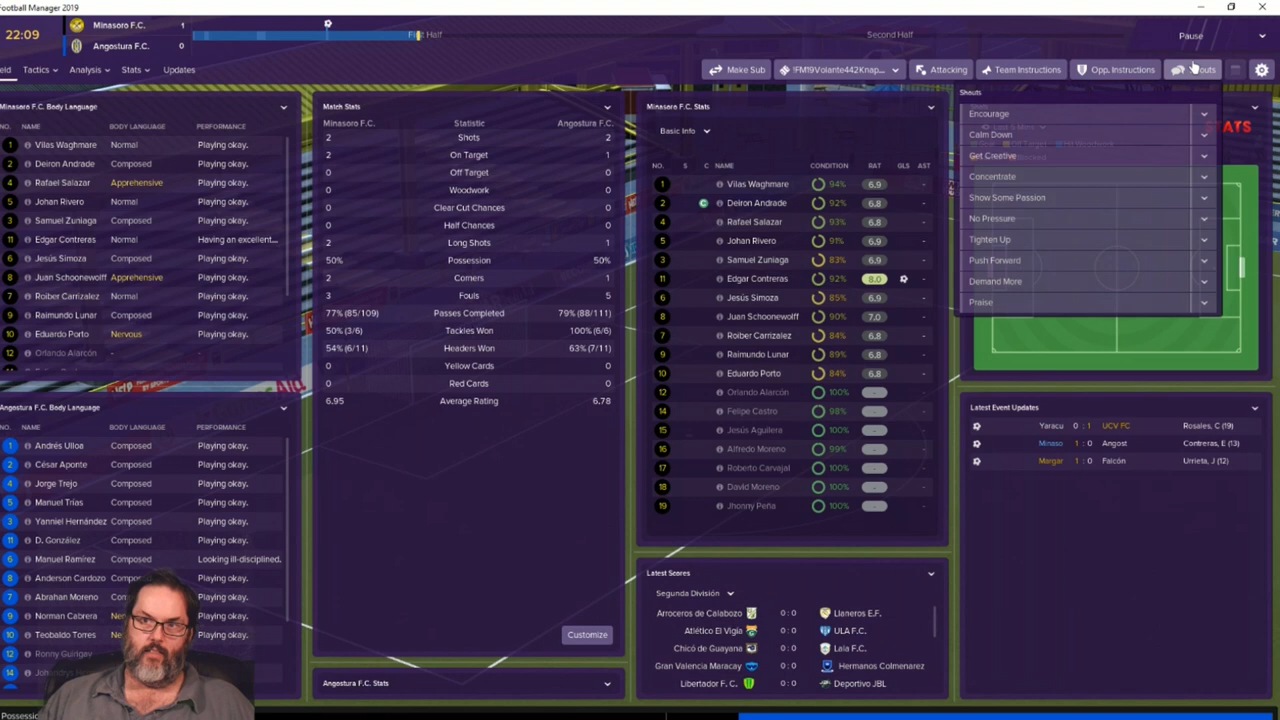 Football Manager 2019
22:09
Minasoro F.C. 1
Angostura F.C. 0
Half
Second Half
Pause
Tactics
Analysis
Stats
Updates
Make Sub
!FM19Volante442Knap...
Attacking
Team Instructions
Opp. Instructions
Minasoro F.C. Body Language
NO. NAME BODY LANGUAGE PERFORMANCE
1 Vilas Waghmare Normal Playing okay.
2 Deiron Andrade Composed Playing okay.
4 Rafael Salazar Apprehensive Playing okay.
5 Johan Rivero Normal Playing okay.
3 Samuel Zuniaga Composed Playing okay.
11 Edgar Contreras Normal Having an excellent...
6 Jesús Simoza Composed Playing okay.
8 Juan Schoonewolff Apprehensive Playing okay.
7 Roiber Carrizalez Normal Playing okay.
9 Raimundo Lunar Composed Playing okay.
10 Eduardo Porto Nervous Playing okay.
12 Orlando Alarcón -
Angostura F.C. Body Language
NO. NAME BODY LANGUAGE PERFORMANCE
1 Andrés Ulloa Composed Playing okay.
2 César Aponte Composed Playing okay.
4 Jorge Trejo Composed Playing okay.
5 Manuel Trías Composed Playing okay.
3 Yanniel Hernández Composed Playing okay.
11 D. González Composed Playing okay.
6 Manuel Ramírez Composed Looking ill-disciplined.
8 Anderson Cardozo Playing okay.
7 Abrahan Moreno Playing okay.
9 Norman Cabrera Playing okay.
10 Teobaldo Torres Playing okay.
12 Ronny Guirigay
14
Match Stats
Minasoro F.C. Statistic Angostura F.C.
2 Shots 2
2 On Target 1
0 Off Target 0
0 Woodwork 0
0 Clear Cut Chances 0
0 Half Chances 0
2 Long Shots 1
50% Possession 50%
2 Corners 1
3 Fouls 5
77% (85/109) Passes Completed 79% (88/111)
50% (3/6) Tackles Won 100% (6/6)
54% (6/11) Headers Won 63% (7/11)
0 Yellow Cards 0
0 Red Cards 0
6.95 Average Rating 6.78
Customize
Angostura F.C. Stats
Minasoro F.C. Stats
Basic Info
NO. S C NAME CONDITION RAT GLS AST
1 Vilas Waghmare 94% 6.9 - -
2 C Deiron Andrade 92% 6.8 - -
4 Rafael Salazar 93% 6.8 - -
5 Johan Rivero 91% 6.9 - -
3 Samuel Zuniaga 83% 6.9 - -
11 Edgar Contreras 92% 8.0 -
6 Jesús Simoza 85% 6.9 - -
8 Juan Schoonewolff 90% 7.0 - -
7 Roiber Carrizalez 84% 6.8 - -
9 Raimundo Lunar 89% 6.8 - -
10 Eduardo Porto 84% 6.8 - -
12 Orlando Alarcón 100% - - -
14 Felipe Castro 98% - - -
15 Jesús Aguilera 100% - - -
16 Alfredo Moreno 99% - - -
17 Roberto Carvajal 100% - - -
18 David Moreno 100% - - -
19 Jhonny Peña 100% - - -
Latest Scores
Segunda División
Arroceros de Calabozo 0 : 0 Llaneros E.F.
Atlético El Vigía 0 : 0 ULA F.C.
Chicó de Guayana 0 : 0 Lala F.C.
Gran Valencia Maracay 0 : 0 Hermanos Colmenarez
Libertador F. C. 0 : 0 Deportivo JBL
Shouts
Encourage
Calm Down
Get Creative
Concentrate
Show Some Passion
No Pressure
Tighten Up
Push Forward
Demand More
Praise
STATS
Latest Event Updates
Yaracu 0 : 1 UCV FC Rosales, C (19)
Minaso 1 : 0 Angost Contreras, E (13)
Margar 1 : 0 Falcón Urrieta, J (12)